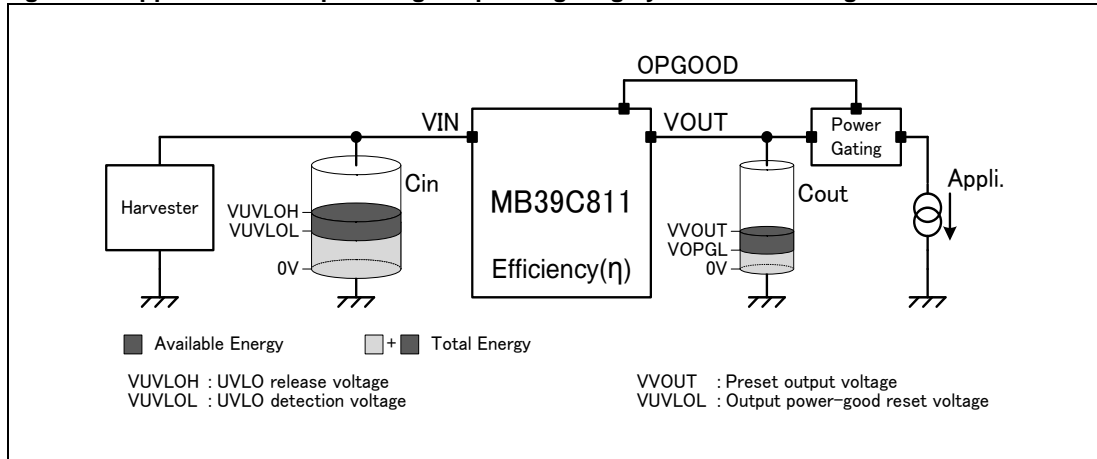 OPGOOD
VIN
VOUT
Power
Gating
Harvester
Cin
VUVLOH
VUVLOL
0V
MB39C811
Efficiency(η)
Cout
VVOUT
VOPGL
0V
Appli.
Available Energy
+ Total Energy
VUVLOH : UVLO release voltage
VUVLOL : UVLO detection voltage
VVOUT : Preset output voltage
VUVLOL : Output power-good reset voltage